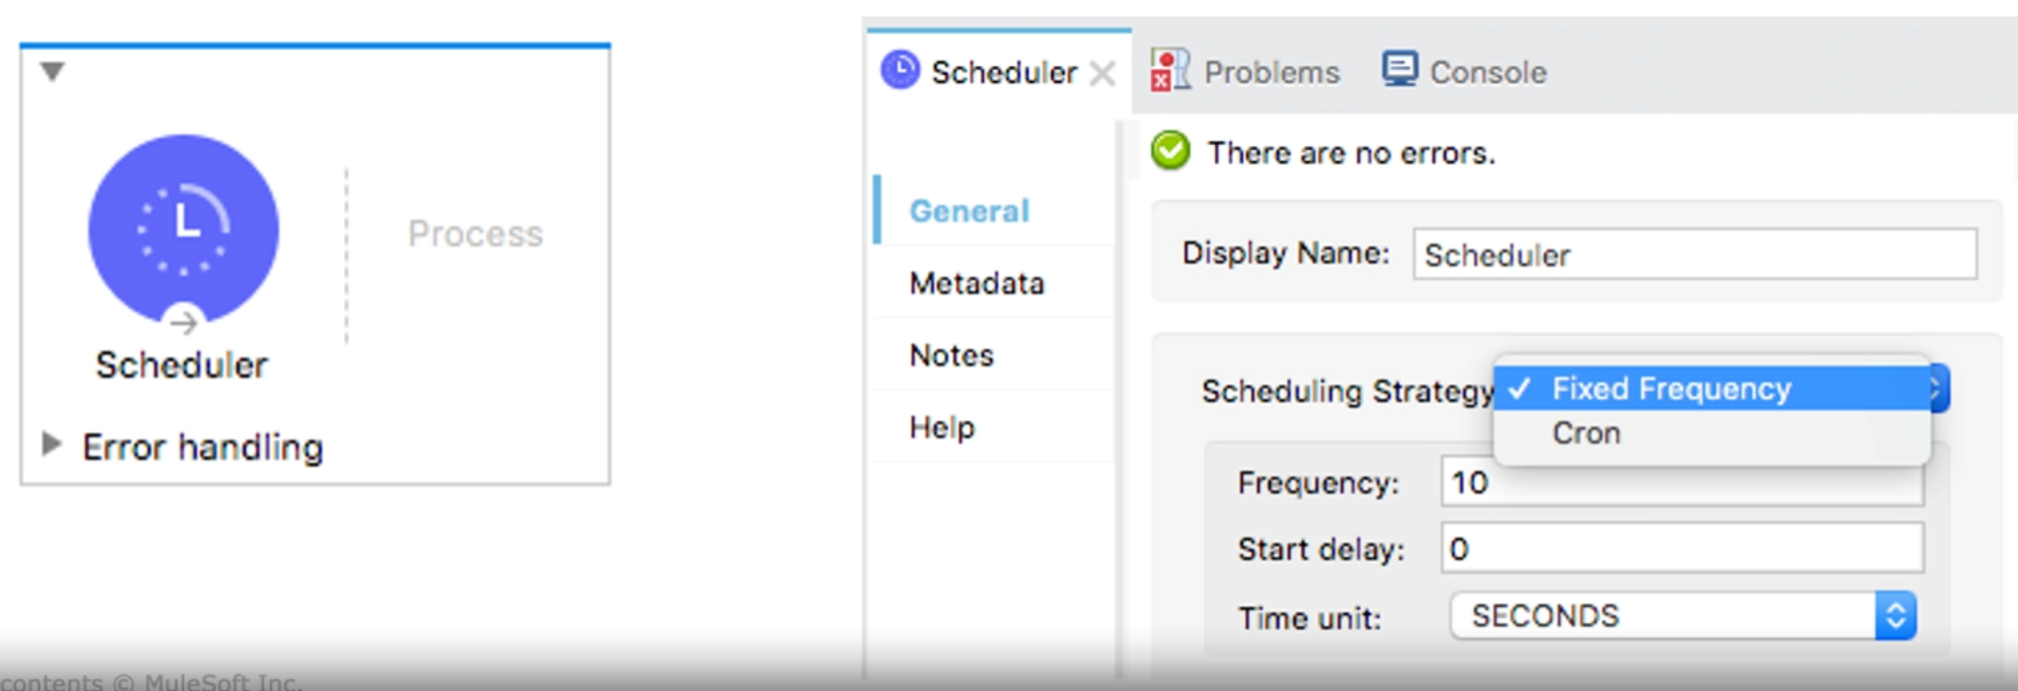 Scheduler
Process
Error handling
contents © MuleSoft Inc.
Scheduler
Problems
Console
General
Metadata
Notes
Help
There are no errors.
Display Name: Scheduler
Scheduling Strategy
Fixed Frequency
Cron
Frequency: 10
Start delay: 0
Time unit: SECONDS